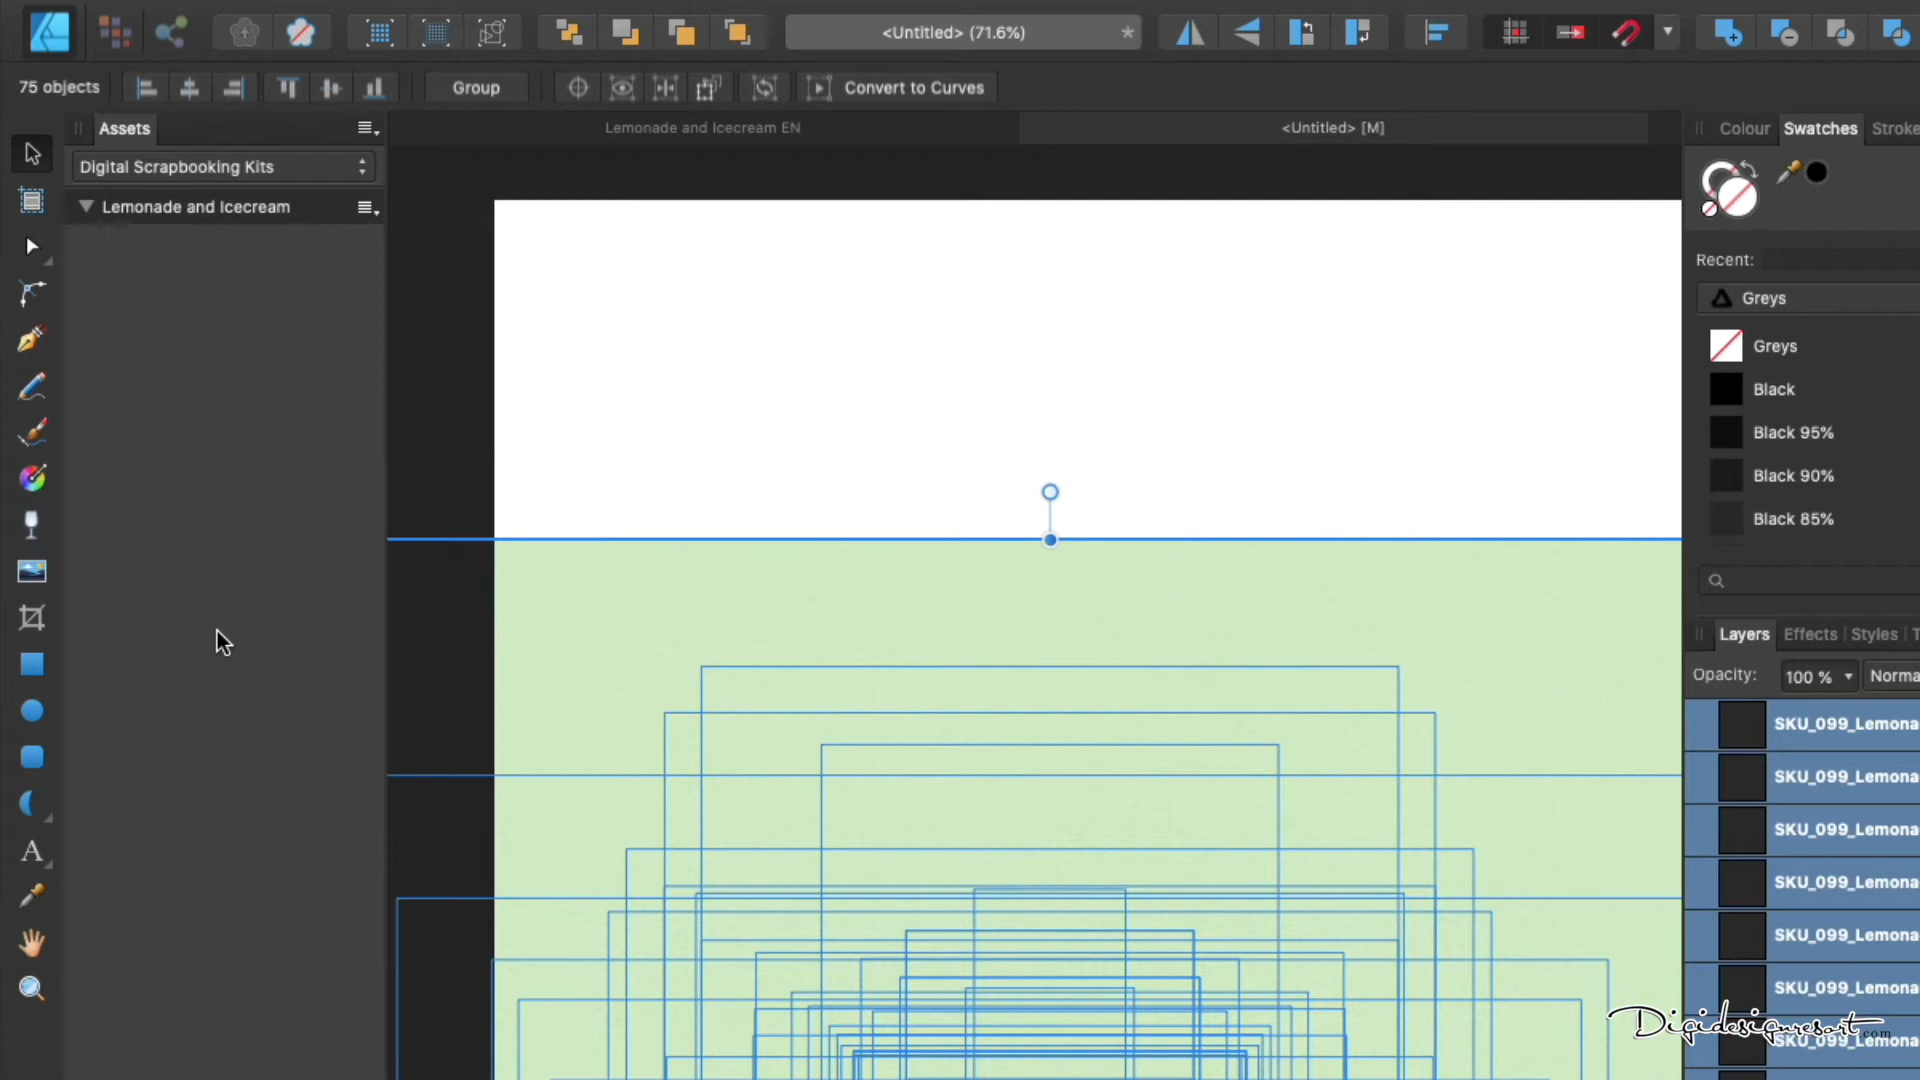 <Untitled> (71.6%)
75 objects
Group
Convert to Curves
Assets
Lemonade and Icecream EN
<Untitled> [M]
Colour
Swatches
Stroke
Digital Scrapbooking Kits
Lemonade and Icecream
Recent:
Greys
Greys
Black
Black 95%
Black 90%
Black 85%
Layers
Effects
Styles
T
Opacity:
100 %
Norma
SKU_099_Lemona
SKU_099_Lemona
SKU_099_Lemona
SKU_099_Lemona
SKU_099_Lemona
SKU_099_Lemona
Digidesignresort.com
SKU_099_Lemona